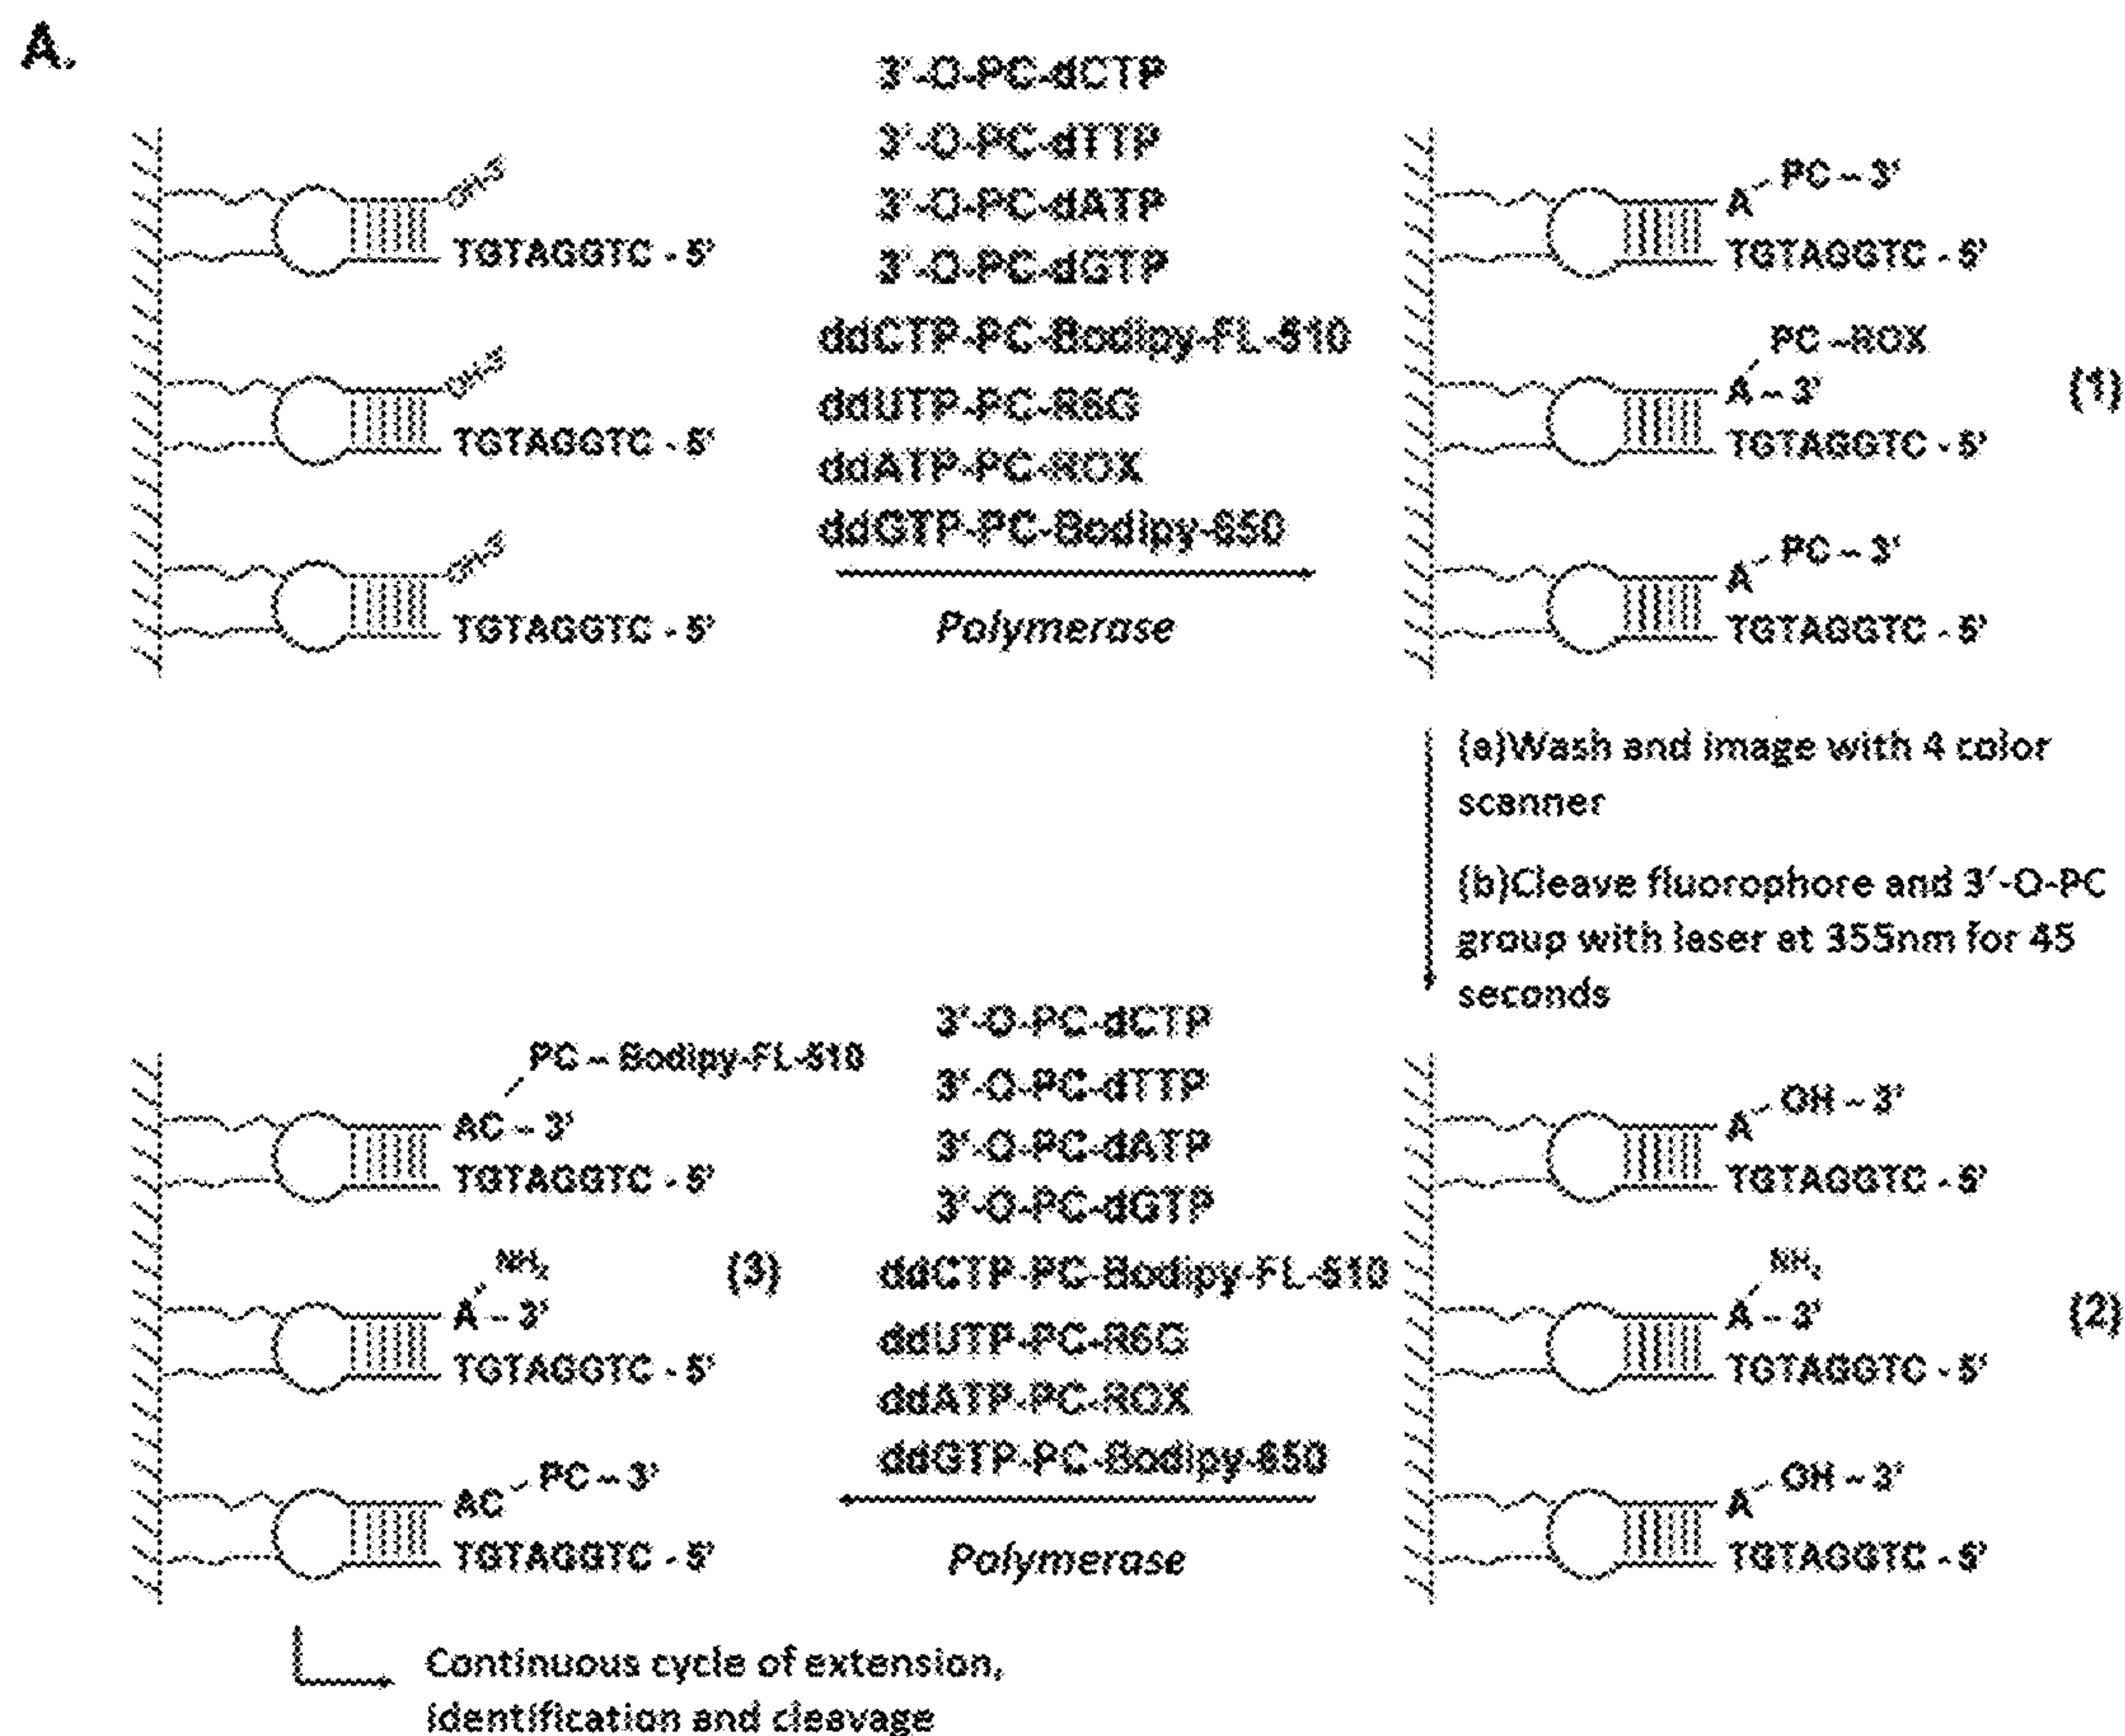 A.
3'-O-PC-dCTP
3'-O-PC-dTTP
3'-O-PC-dATP
3'-O-PC-dGTP
ddCTP-PC-Bodipy-FL-510
ddUTP-PC-R6G
ddATP-PC-ROX
ddGTP-PC-Bodipy-650
Polymerase
OH-3'
TGTAGGTC - 5'
OH-3'
TGTAGGTC - 5'
OH-3'
TGTAGGTC - 5'
PC – 3'
A
TGTAGGTC - 5'
PC –ROX
A – 3'
TGTAGGTC - 5'
(1)
PC – 3'
A
TGTAGGTC - 5'
(a)Wash and image with 4 color
scanner
(b)Cleave fluorophore and 3'-O-PC
group with laser at 355nm for 45
seconds
OH – 3'
A
TGTAGGTC - 5'
NH2
A – 3'
TGTAGGTC - 5'
(2)
OH – 3'
A
TGTAGGTC - 5'
3'-O-PC-dCTP
3'-O-PC-dTTP
3'-O-PC-dATP
3'-O-PC-dGTP
ddCTP-PC-Bodipy-FL-510
ddUTP-PC-R6G
ddATP-PC-ROX
ddGTP-PC-Bodipy-650
Polymerase
PC – Bodipy-FL-510
AC – 3'
TGTAGGTC - 5'
NH2
A – 3'
TGTAGGTC - 5'
(3)
PC – 3'
AC
TGTAGGTC - 5'
Continuous cycle of extension,
identification and cleavage